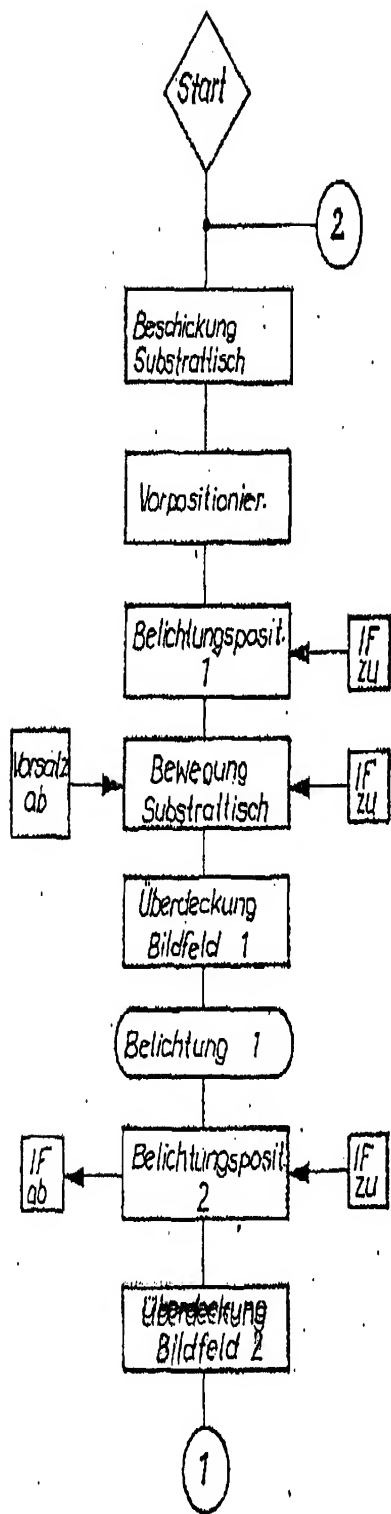 Start
2
Beschickung
Substrattisch
Vorpositionier.
Belichtungsposit.
1
IF
zu
Vorsatz
ab
Bewegung
Substrattisch
IF
zu
Überdeckung
Bildfeld 1
Belichtung 1
IF
ab
Belichtungsposit.
2
IF
zu
Überdeckung
Bildfeld 2
1